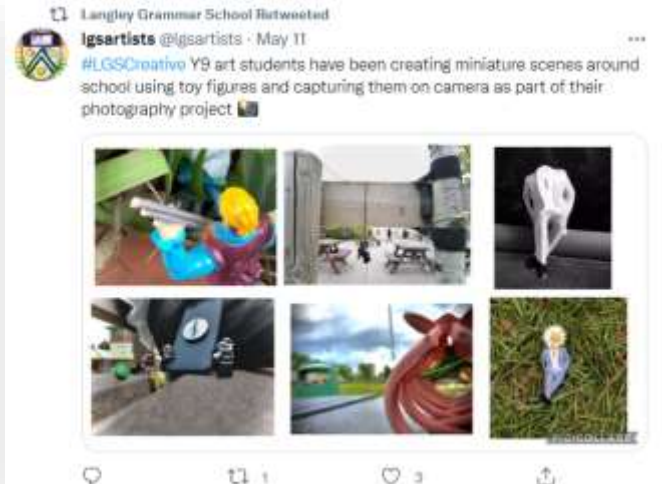 Langley Grammar School Retweeted
lgsartists @lgsartists · May 11
#LGSCreative Y9 art students have been creating miniature scenes around
school using toy figures and capturing them on camera as part of their
photography project
PICCOLLAGE
1
3